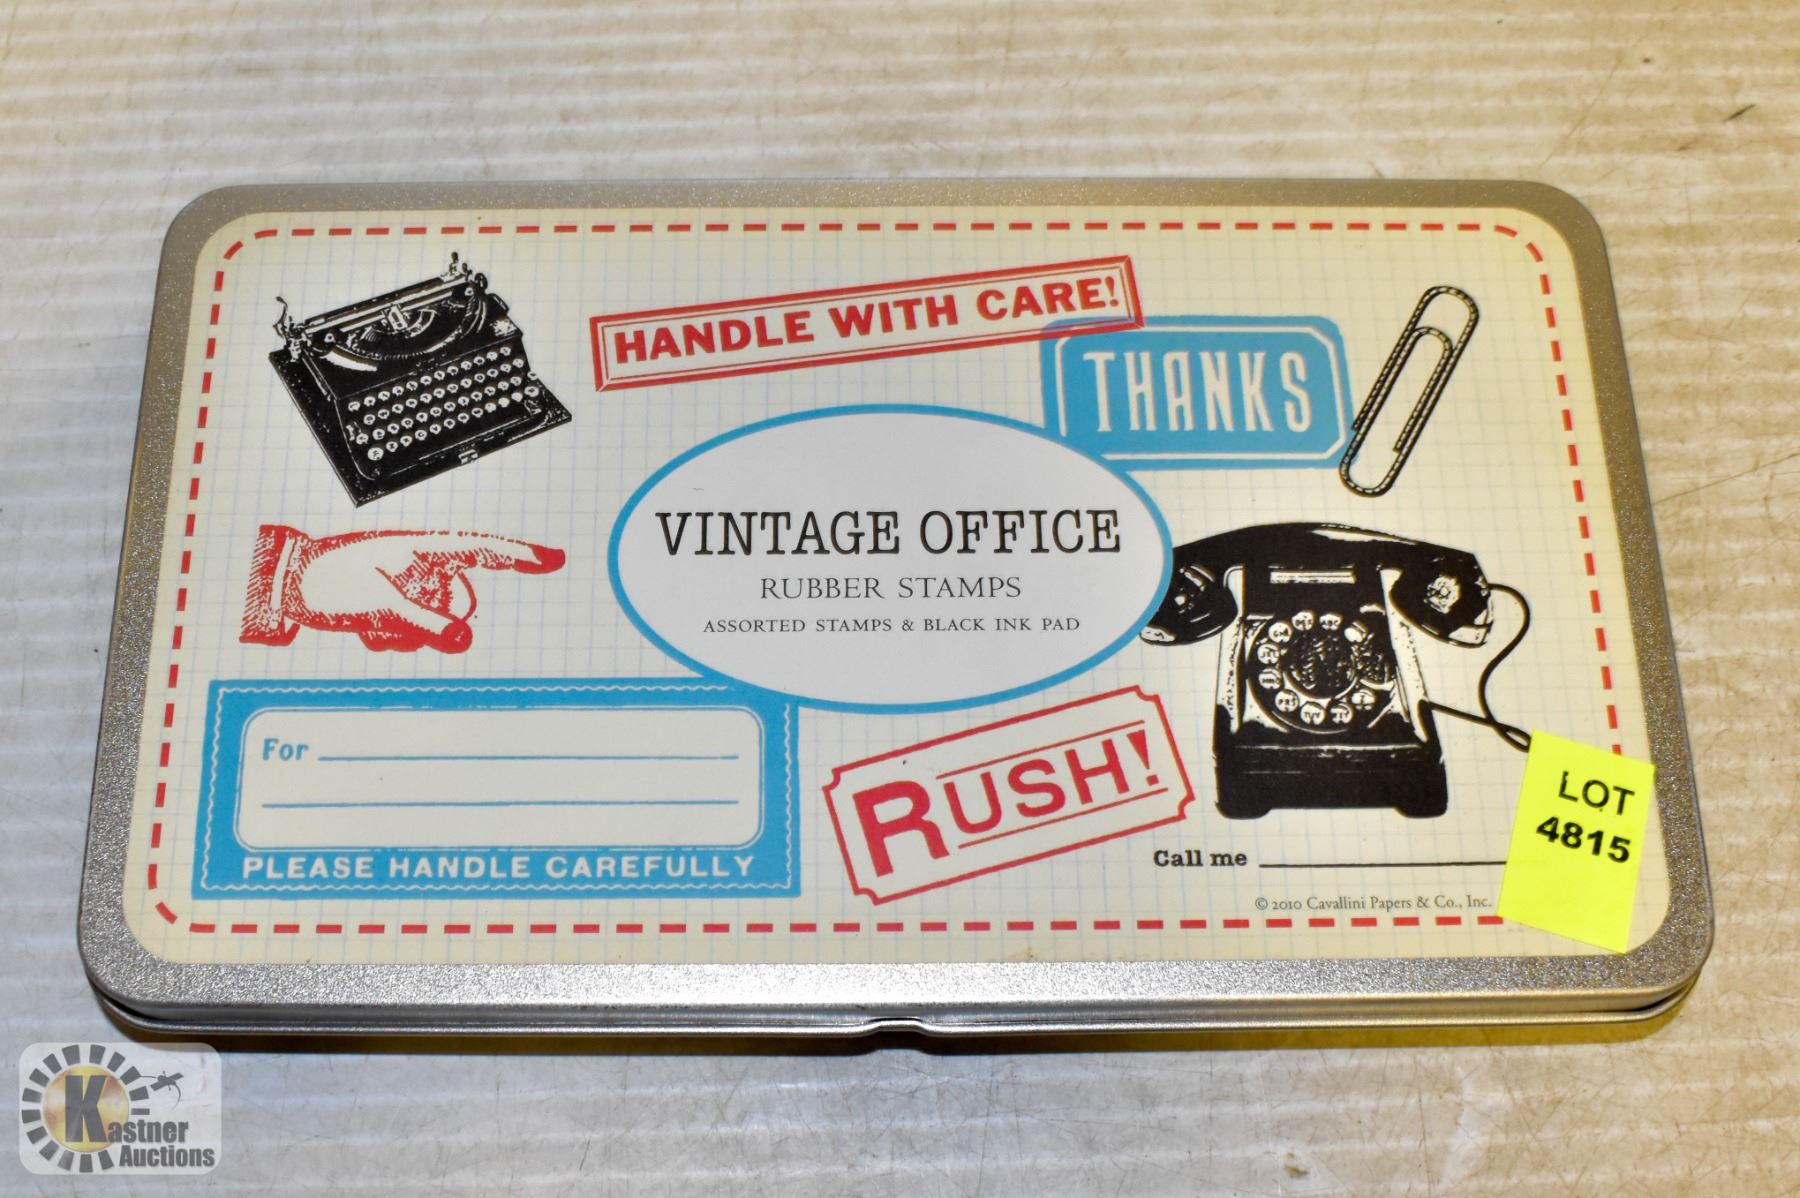 HANDLE WITH CARE!
THANKS
VINTAGE OFFICE
RUBBER STAMPS
ASSORTED STAMPS & BLACK INK PAD
For
PLEASE HANDLE CAREFULLY
RUSH!
Call me
© 2010 Cavallini Papers & Co., Inc.
LOT
4815
Kastner
Auctions